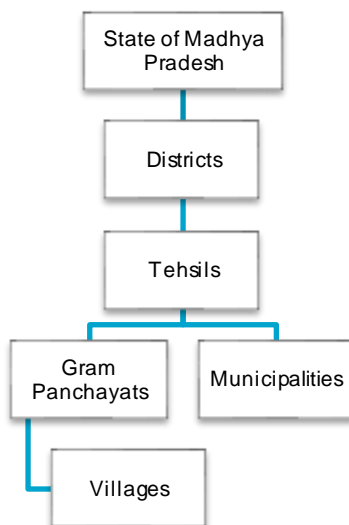 State of Madhya
Pradesh
Districts
Tehsils
Gram
Panchayats
Municipalities
Villages